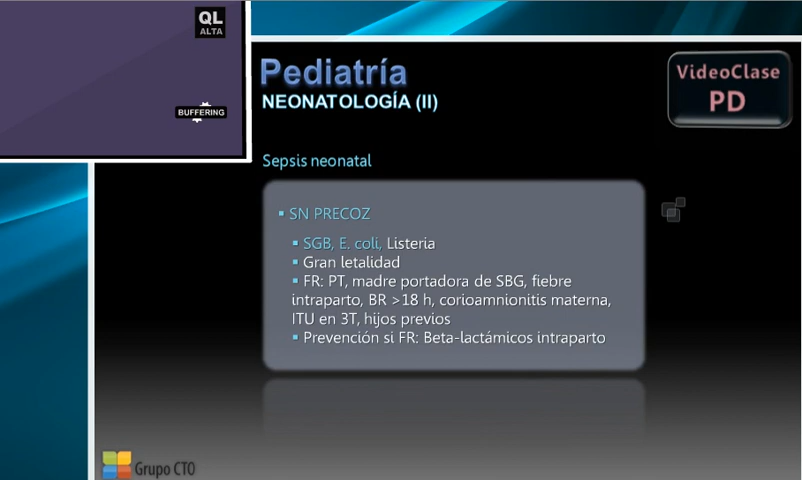 QL
ALTA
BUFFERING
Pediatría
NEONATOLOGÍA (II)
VideoClase
PD
Sepsis neonatal
▪ SN PRECOZ
▪ SGB, E. coli, Listeria
▪ Gran letalidad
▪ FR: PT, madre portadora de SBG, fiebre
intraparto, BR >18 h, corioamnionitis materna,
ITU en 3T, hijos previos
▪ Prevención si FR: Beta-lactámicos intraparto
Grupo CTO